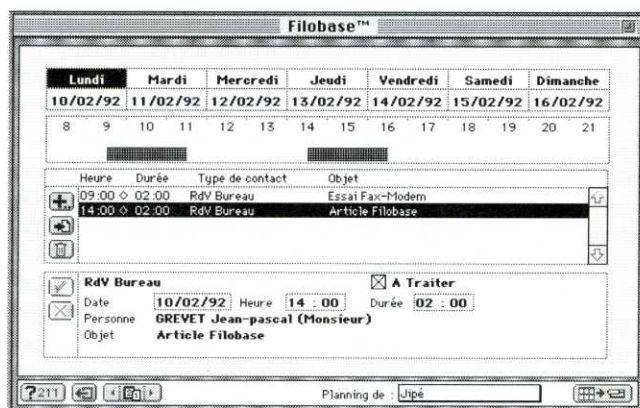 Filobase™
Lundi Mardi Mercredi Jeudi Vendredi Samedi Dimanche
10/02/92 11/02/92 12/02/92 13/02/92 14/02/92 15/02/92 16/02/92
8 9 10 11 12 13 14 15 16 17 18 19 20 21
Heure Durée Type de contact Objet
09:00 ◇ 02:00 RdV Bureau Essai Fax-Modem
14:00 ◇ 02:00 RdV Bureau Article Filobase
RdV Bureau A Traiter
Date 10/02/92 Heure 14 : 00 Durée 02 : 00
Personne GREVET Jean-pascal (Monsieur)
Objet Article Filobase
?211 Planning de : Jipé